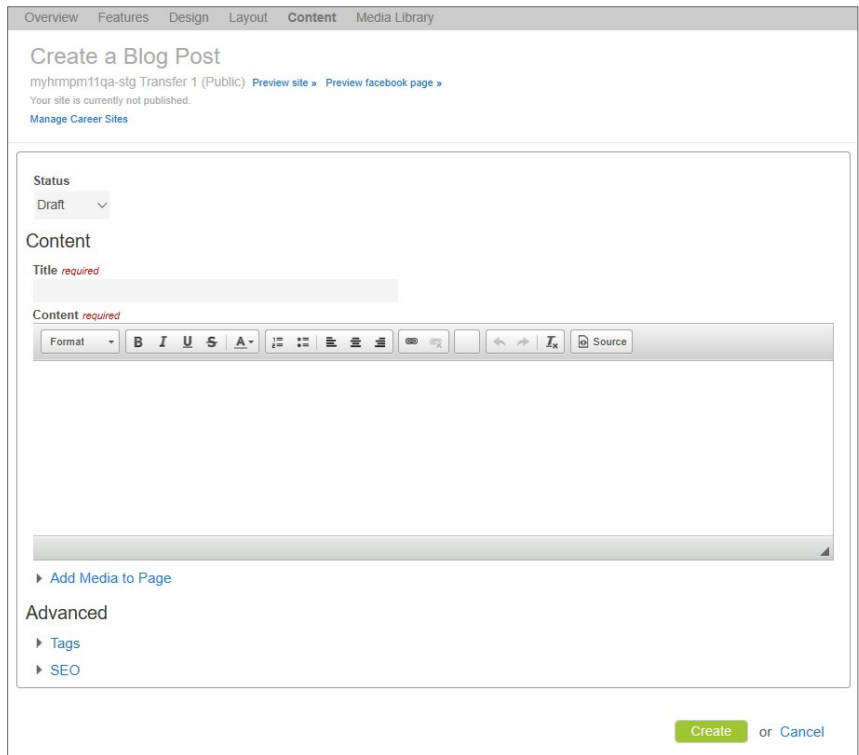 Overview Features Design Layout Content Media Library
Create a Blog Post
myhrmpm11qa-stg Transfer 1 (Public) Preview site » Preview facebook page »
Your site is currently not published.
Manage Career Sites
Status
Draft
Content
Title required
Content required
Format B I U S A Source
Add Media to Page
Advanced
Tags
SEO
Create or Cancel